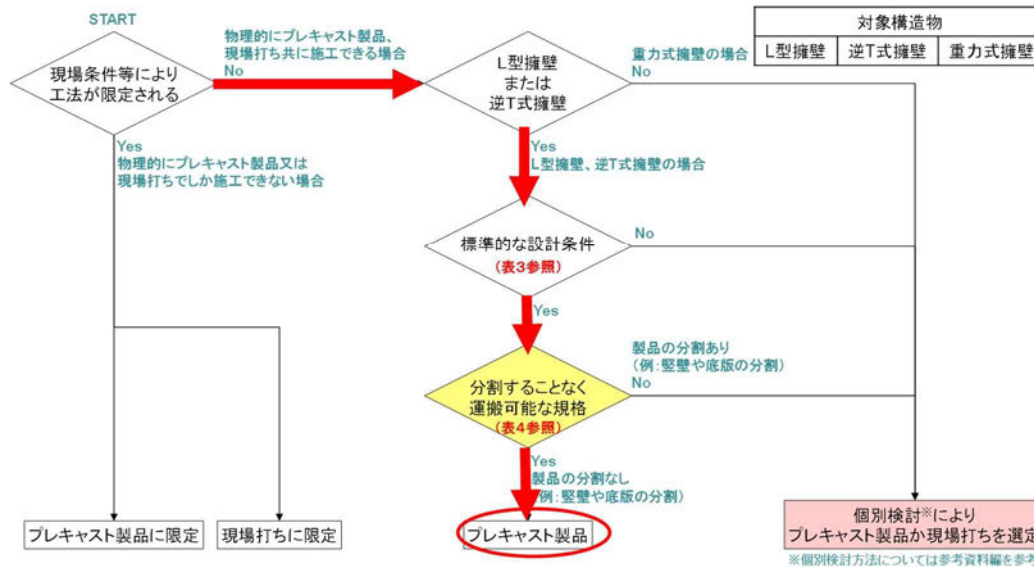 START
現場条件等により
工法が限定される
物理的にプレキャスト製品、
現場打ち共に施工できる場合
No
L型擁壁
または
逆T式擁壁
重力式擁壁の場合
No
対象構造物
L型擁壁 逆T式擁壁 重力式擁壁
Yes
物理的にプレキャスト製品又は
現場打ちでしか施工できない場合
Yes
L型擁壁、逆T式擁壁の場合
標準的な設計条件
(表3参照)
No
Yes
分割することなく
運搬可能な規格
(表4参照)
製品の分割あり
(例:竪壁や底版の分割)
No
Yes
製品の分割なし
例:竪壁や底版の分割)
プレキャスト製品に限定
現場打ちに限定
プレキャスト製品
個別検討※により
プレキャスト製品か現場打ちを選定
※個別検討方法については参考資料編を参考